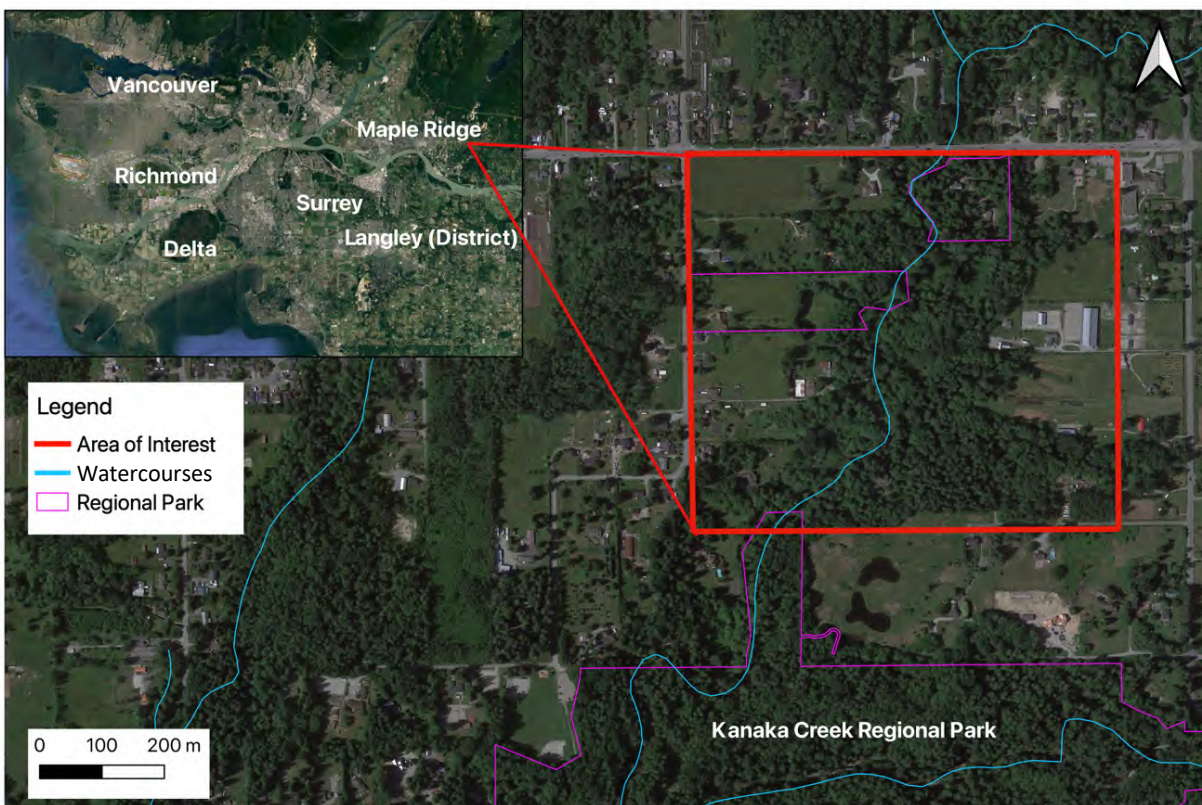 Vancouver
Maple Ridge
Richmond
Surrey
Langley (District)
Delta
Legend
Area of Interest
Watercourses
Regional Park
0 100 200 m
Kanaka Creek Regional Park